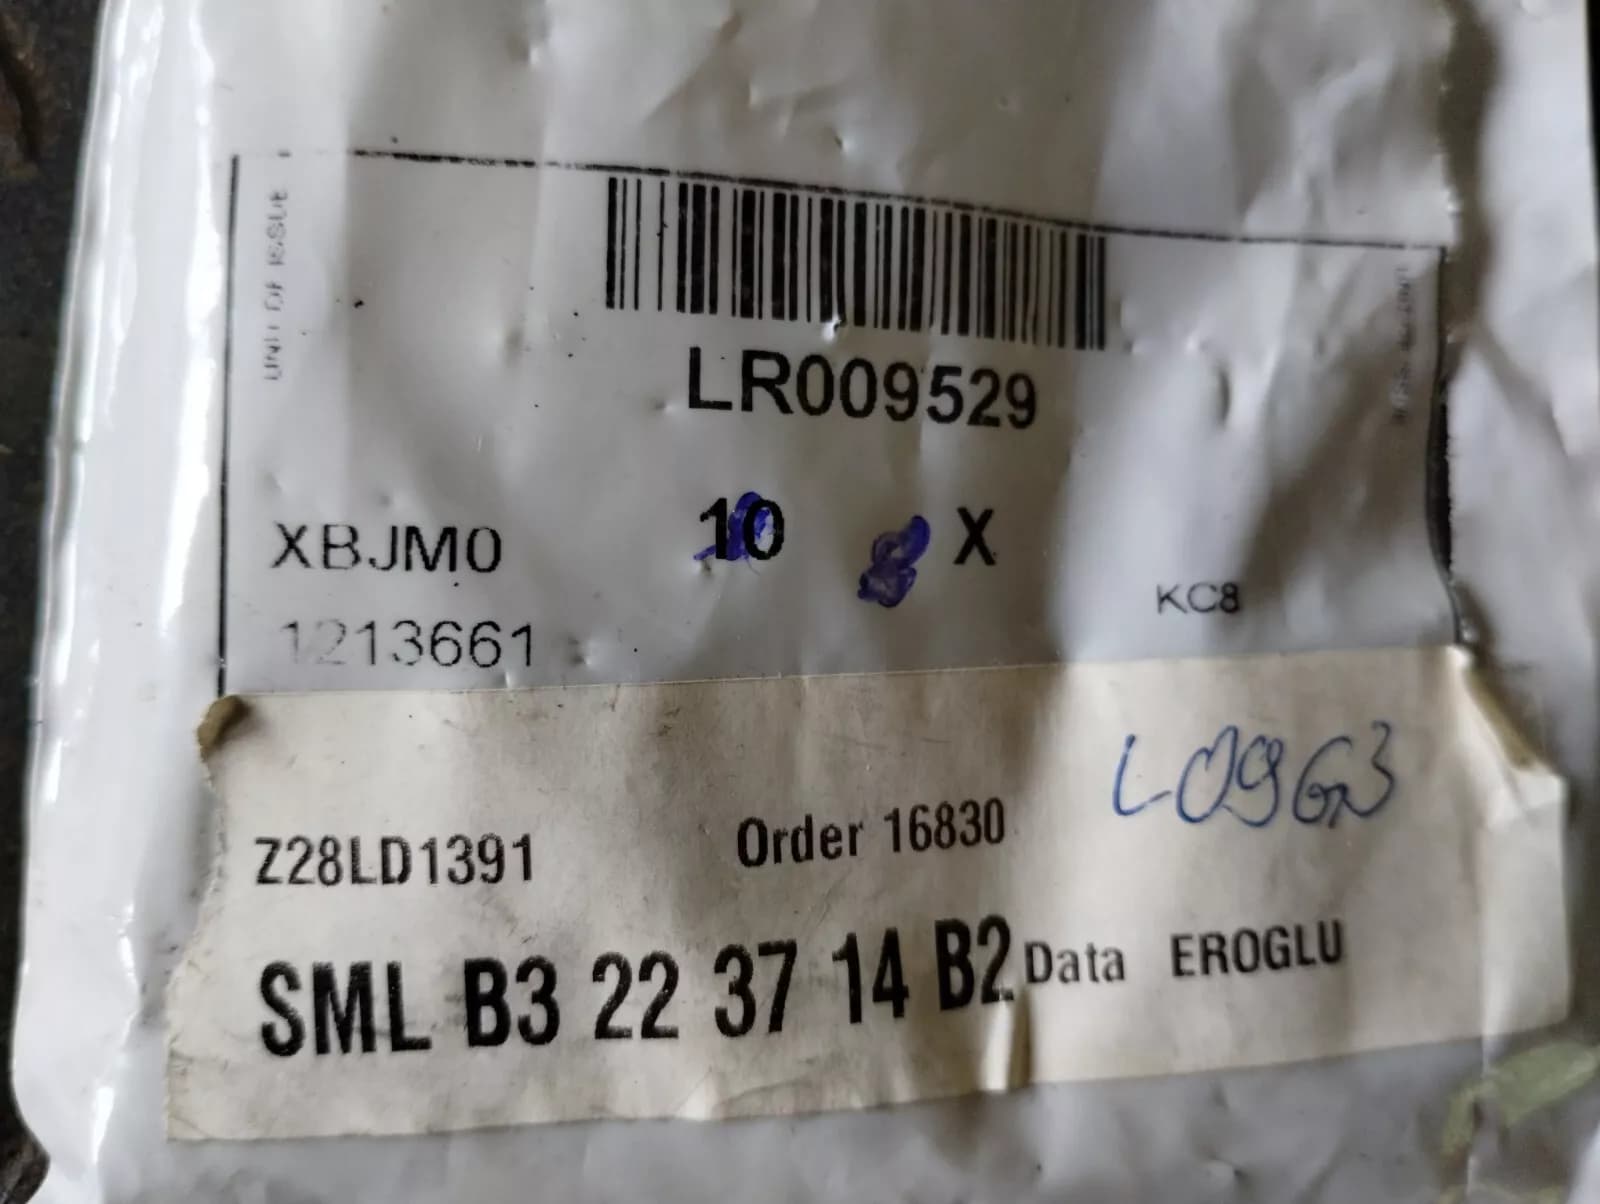 UNIT OF ISSUE
LR009529
XBJM0 10 X
1213661 KC8
L0963
Z28LD1391 Order 16830
SML B3 22 37 14 B2 Data EROGLU